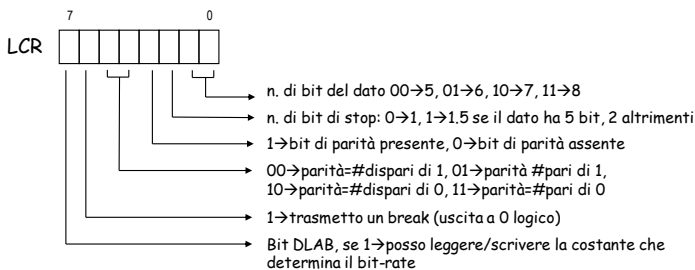 7 0
LCR
n. di bit del dato 00→5, 01→6, 10→7, 11→8
n. di bit di stop: 0→1, 1→1.5 se il dato ha 5 bit, 2 altrimenti
1→bit di parità presente, 0→bit di parità assente
00→parità=#dispari di 1, 01→parità #pari di 1,
10→parità=#dispari di 0, 11→parità=#pari di 0
1→trasmetto un break (uscita a 0 logico)
Bit DLAB, se 1→posso leggere/scrivere la costante che
determina il bit-rate